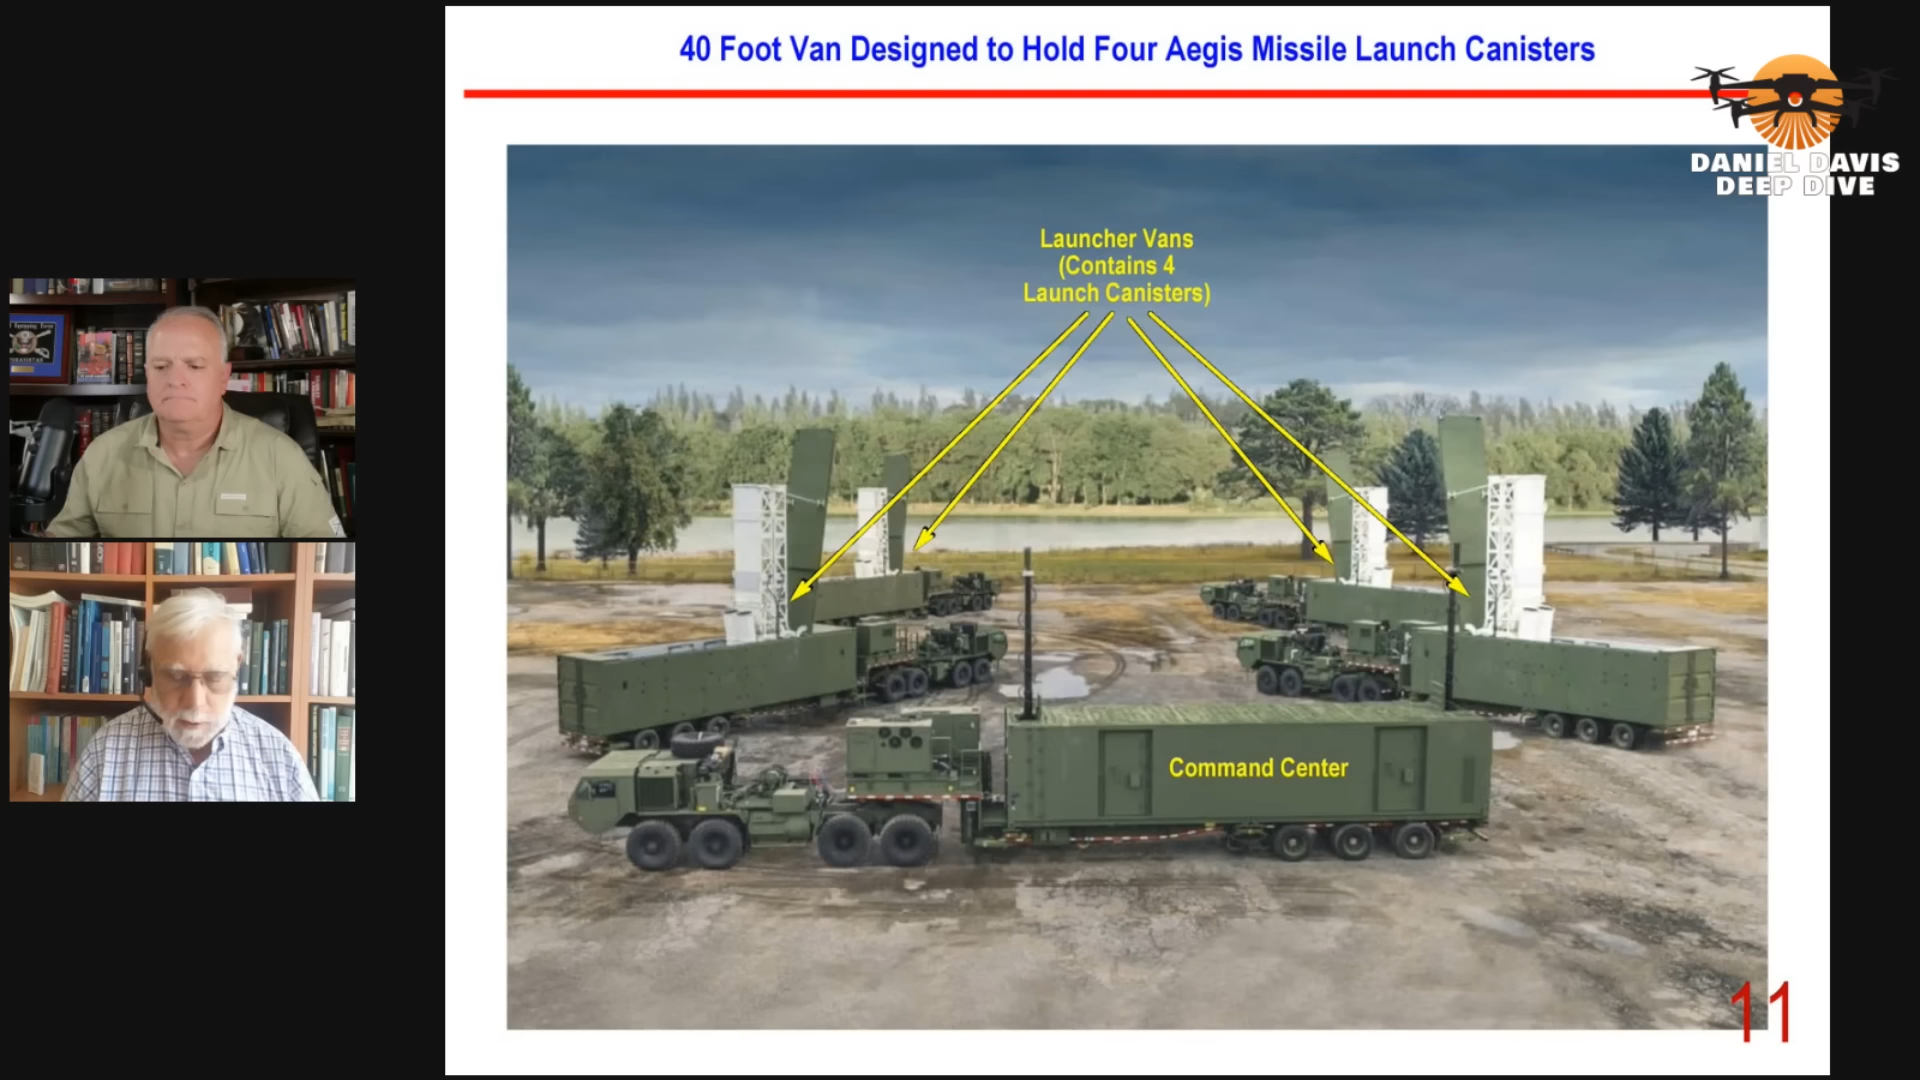 40 Foot Van Designed to Hold Four Aegis Missile Launch Canisters
DANIEL DAVIS
DEEP DIVE
Launcher Vans
(Contains 4
Launch Canisters)
Command Center
11